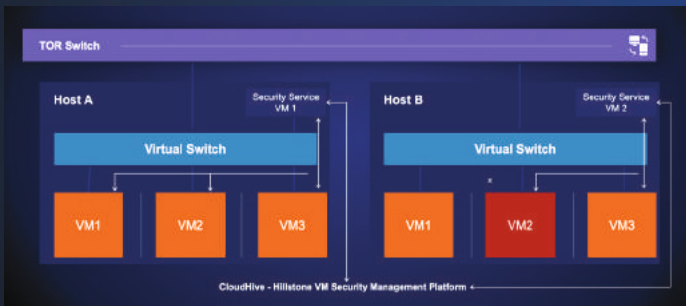 TOR Switch
Host A
Security Service
VM 1
Virtual Switch
VM1
VM2
VM3
Host B
Security Service
VM 2
Virtual Switch
x
VM1
VM2
VM3
CloudHive - Hillstone VM Security Management Platform